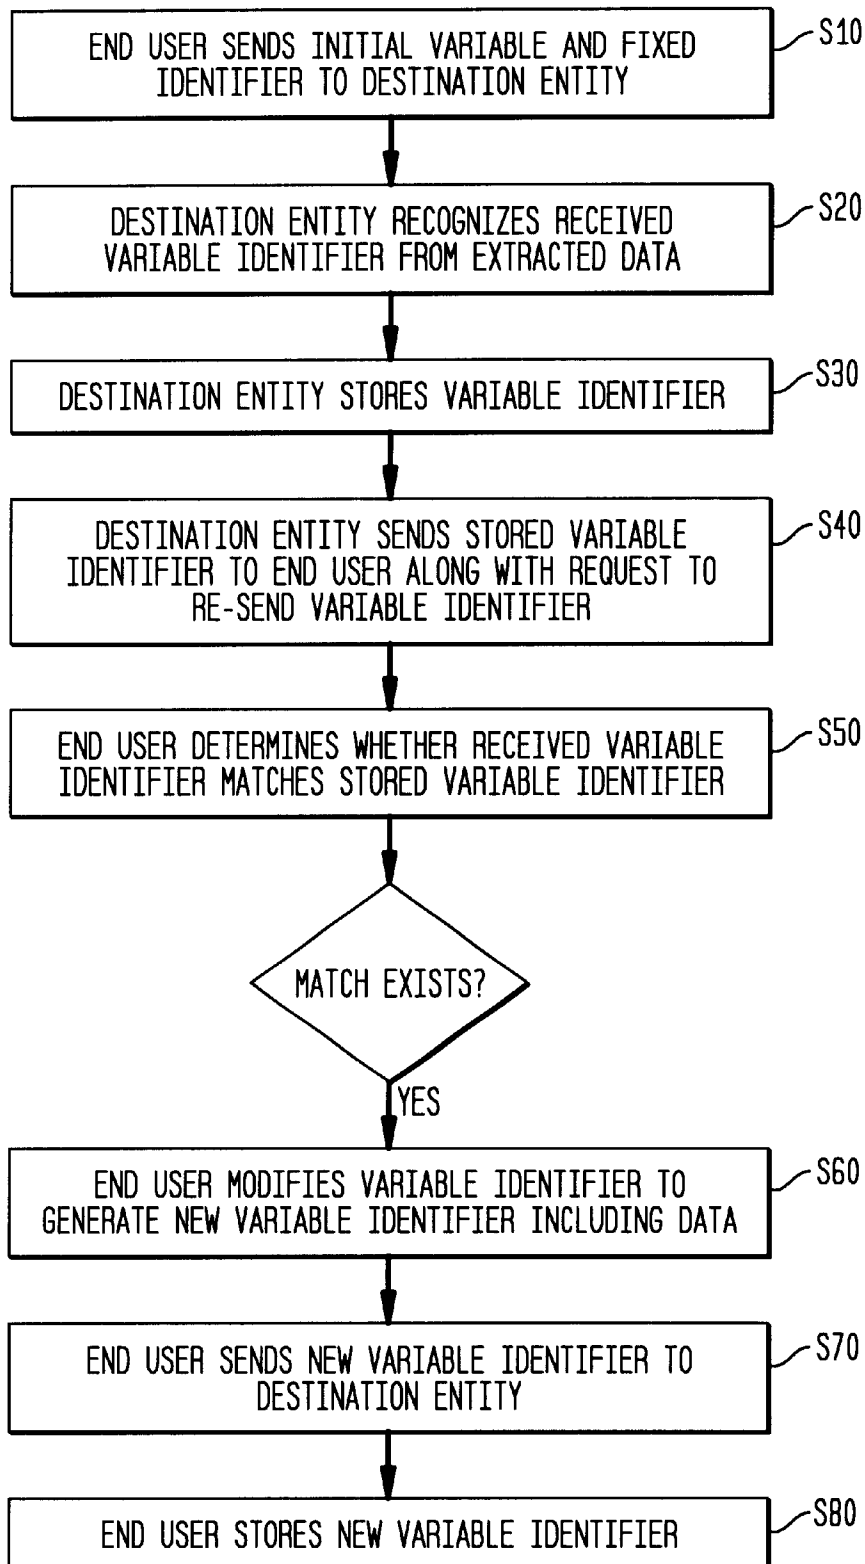 END USER SENDS INITIAL VARIABLE AND FIXED
IDENTIFIER TO DESTINATION ENTITY
S10
DESTINATION ENTITY RECOGNIZES RECEIVED
VARIABLE IDENTIFIER FROM EXTRACTED DATA
S20
DESTINATION ENTITY STORES VARIABLE IDENTIFIER
S30
DESTINATION ENTITY SENDS STORED VARIABLE
IDENTIFIER TO END USER ALONG WITH REQUEST TO
RE-SEND VARIABLE IDENTIFIER
S40
END USER DETERMINES WHETHER RECEIVED VARIABLE
IDENTIFIER MATCHES STORED VARIABLE IDENTIFIER
S50
MATCH EXISTS?
YES
END USER MODIFIES VARIABLE IDENTIFIER TO
GENERATE NEW VARIABLE IDENTIFIER INCLUDING DATA
S60
END USER SENDS NEW VARIABLE IDENTIFIER TO
DESTINATION ENTITY
S70
END USER STORES NEW VARIABLE IDENTIFIER
S80